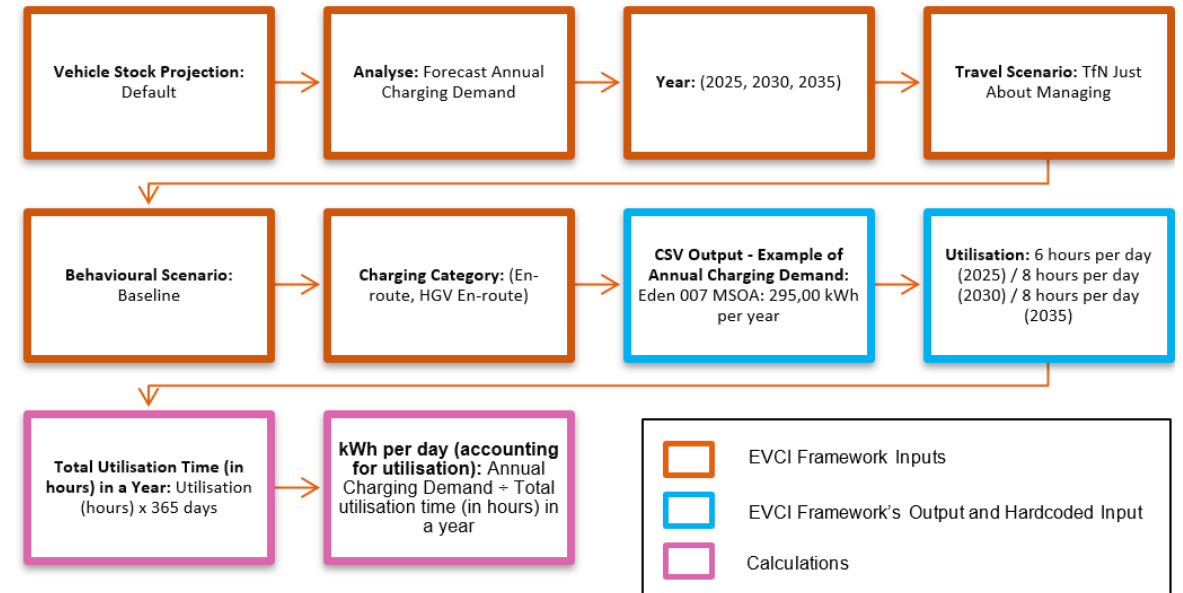 Vehicle Stock Projection:
Default
Analyse: Forecast Annual
Charging Demand
Year: (2025, 2030, 2035)
Travel Scenario: TfN Just
About Managing
Behavioural Scenario:
Baseline
Charging Category: (En-
route, HGV En-route)
CSV Output - Example of
Annual Charging Demand:
Eden 007 MSOA: 295,00 kWh
per year
Utilisation: 6 hours per day
(2025) / 8 hours per day
(2030) / 8 hours per day
(2035)
Total Utilisation Time (in
hours) in a Year: Utilisation
(hours) x 365 days
kWh per day (accounting
for utilisation): Annual
Charging Demand ÷ Total
utilisation time (in hours) in
a year
EVCI Framework Inputs
EVCI Framework's Output and Hardcoded Input
Calculations